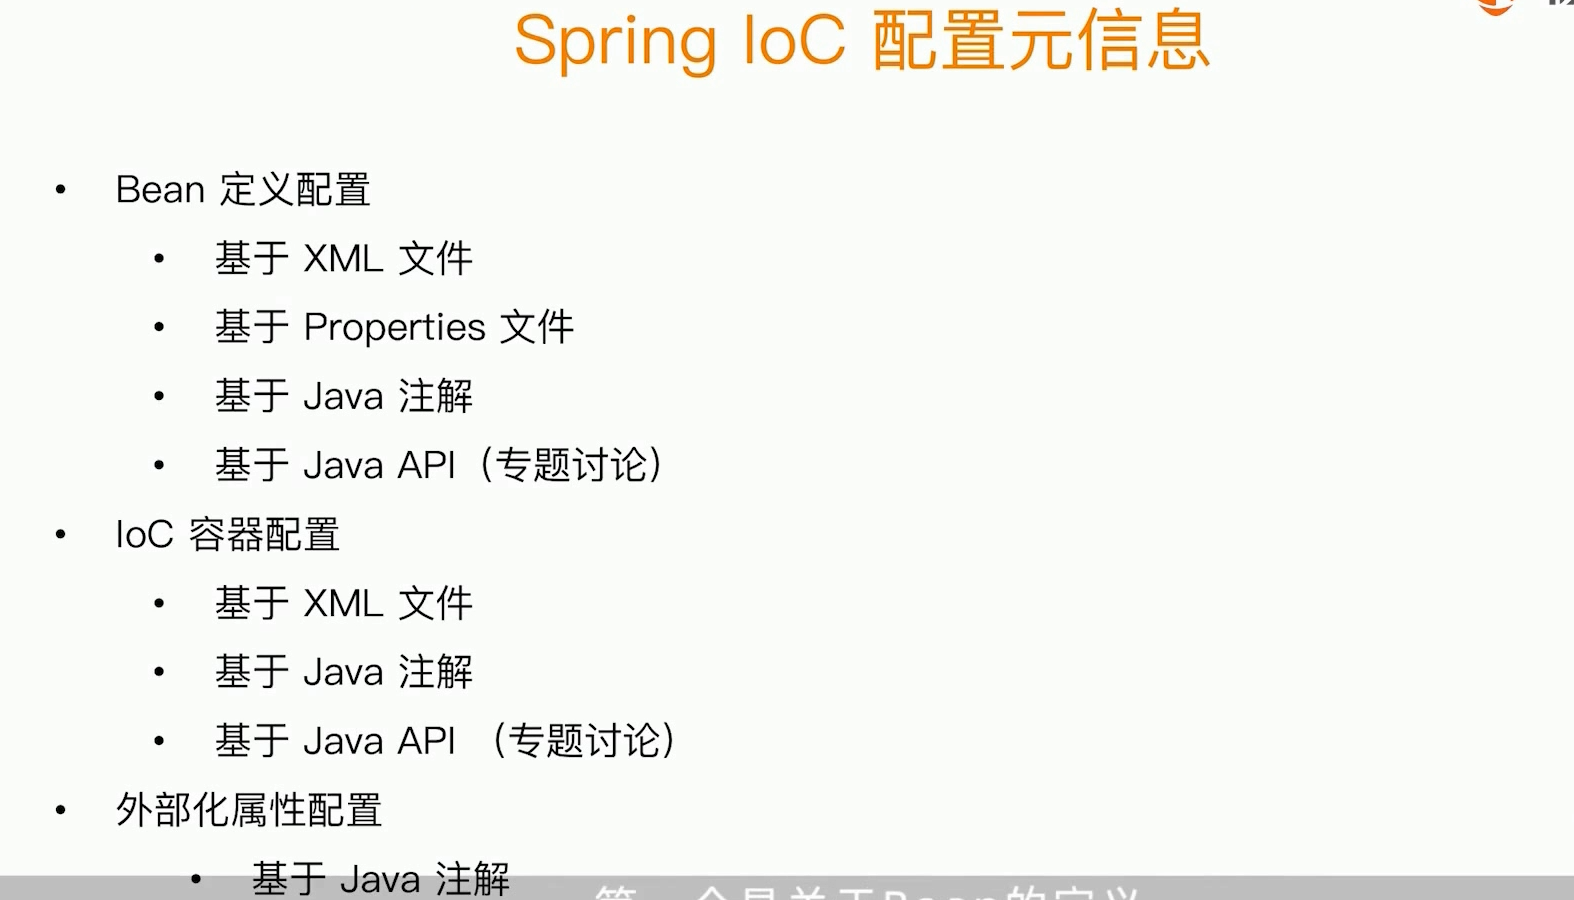 Spring IoC 配置元信息
• Bean 定义配置
• 基于 XML 文件
• 基于 Properties 文件
• 基于 Java 注解
• 基于 Java API（专题讨论）
• IoC 容器配置
• 基于 XML 文件
• 基于 Java 注解
• 基于 Java API （专题讨论）
• 外部化属性配置
• 基于 Java 注解